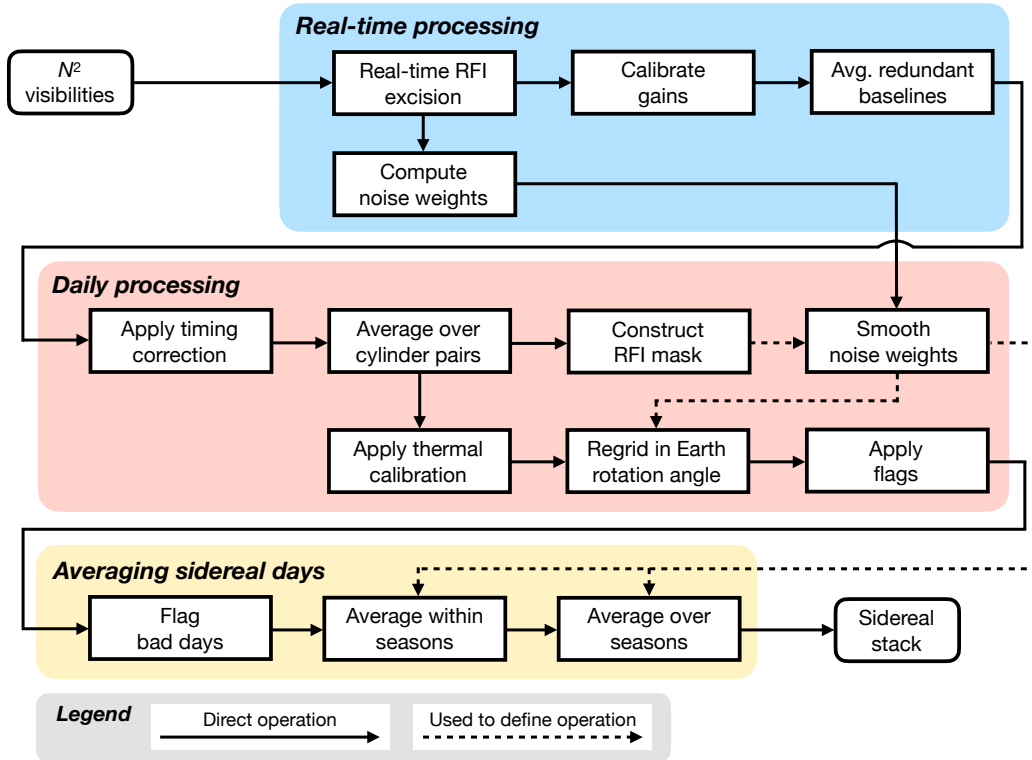 Real-time processing
N²
visibilities
Real-time RFI
excision
Calibrate
gains
Avg. redundant
baselines
Compute
noise weights
Daily processing
Apply timing
correction
Average over
cylinder pairs
Construct
RFI mask
Smooth
noise weights
Apply thermal
calibration
Regrid in Earth
rotation angle
Apply
flags
Averaging sidereal days
Flag
bad days
Average within
seasons
Average over
seasons
Sidereal
stack
Legend
Direct operation
Used to define operation